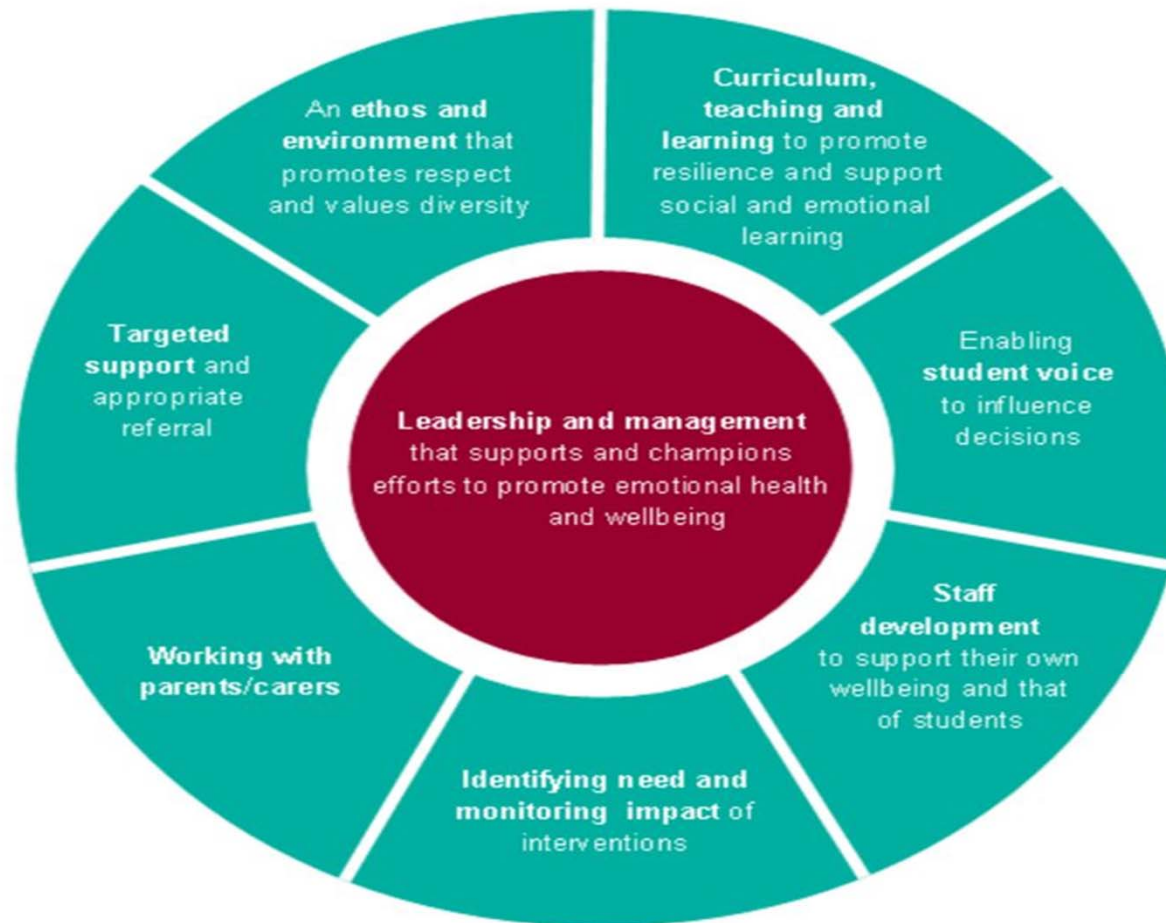 An ethos and
environment that
promotes respect
and values diversity
Curriculum,
teaching and
learning to promote
resilience and support
social and emotional
learning
Enabling
student voice
to influence
decisions
Staff
development
to support their own
wellbeing and that
of students
Identifying need and
monitoring impact of
interventions
Working with
parents/carers
Targeted
support and
appropriate
referral
Leadership and management
that supports and champions
efforts to promote emotional health
and wellbeing